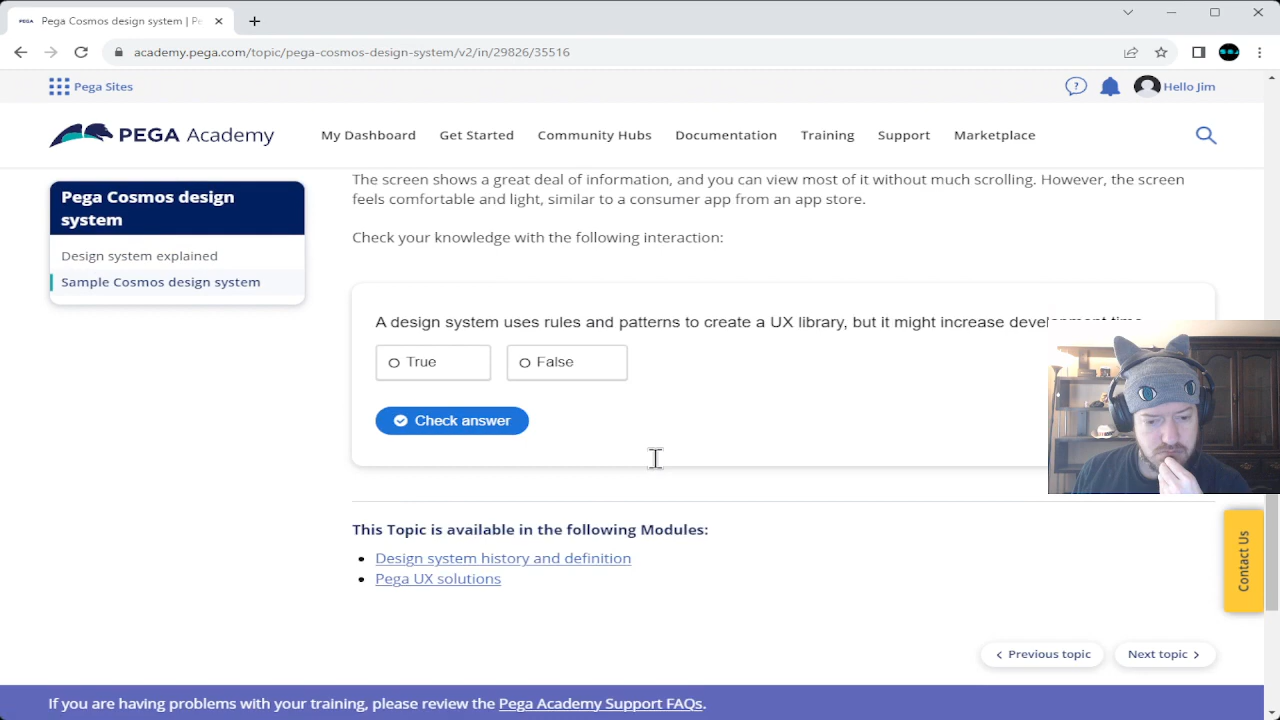 PEGA Pega Cosmos design system | Pe
academy.pega.com/topic/pega-cosmos-design-system/v2/in/29826/35516
Pega Sites
Hello Jim
PEGA Academy
My Dashboard Get Started Community Hubs Documentation Training Support Marketplace
Pega Cosmos design
system
Design system explained
Sample Cosmos design system
The screen shows a great deal of information, and you can view most of it without much scrolling. However, the screen
feels comfortable and light, similar to a consumer app from an app store.
Check your knowledge with the following interaction:
A design system uses rules and patterns to create a UX library, but it might increase development time.
True False
Check answer
This Topic is available in the following Modules:
Design system history and definition
Pega UX solutions
Contact Us
Previous topic Next topic
If you are having problems with your training, please review the Pega Academy Support FAQs.